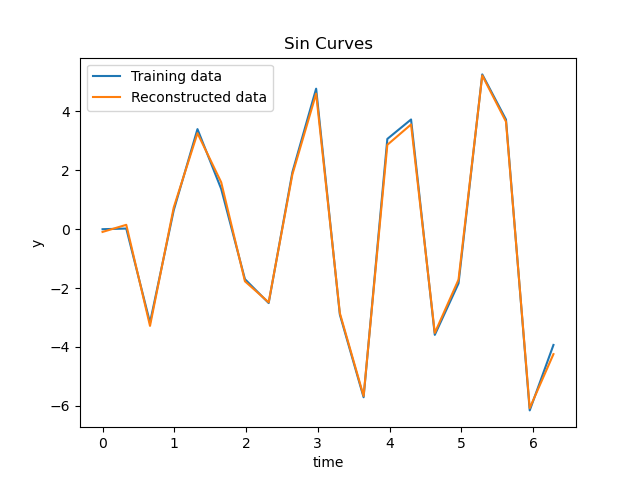 Sin Curves
Training data
Reconstructed data
4
2
0
−2
−4
−6
y
0 1 2 3 4 5 6
time